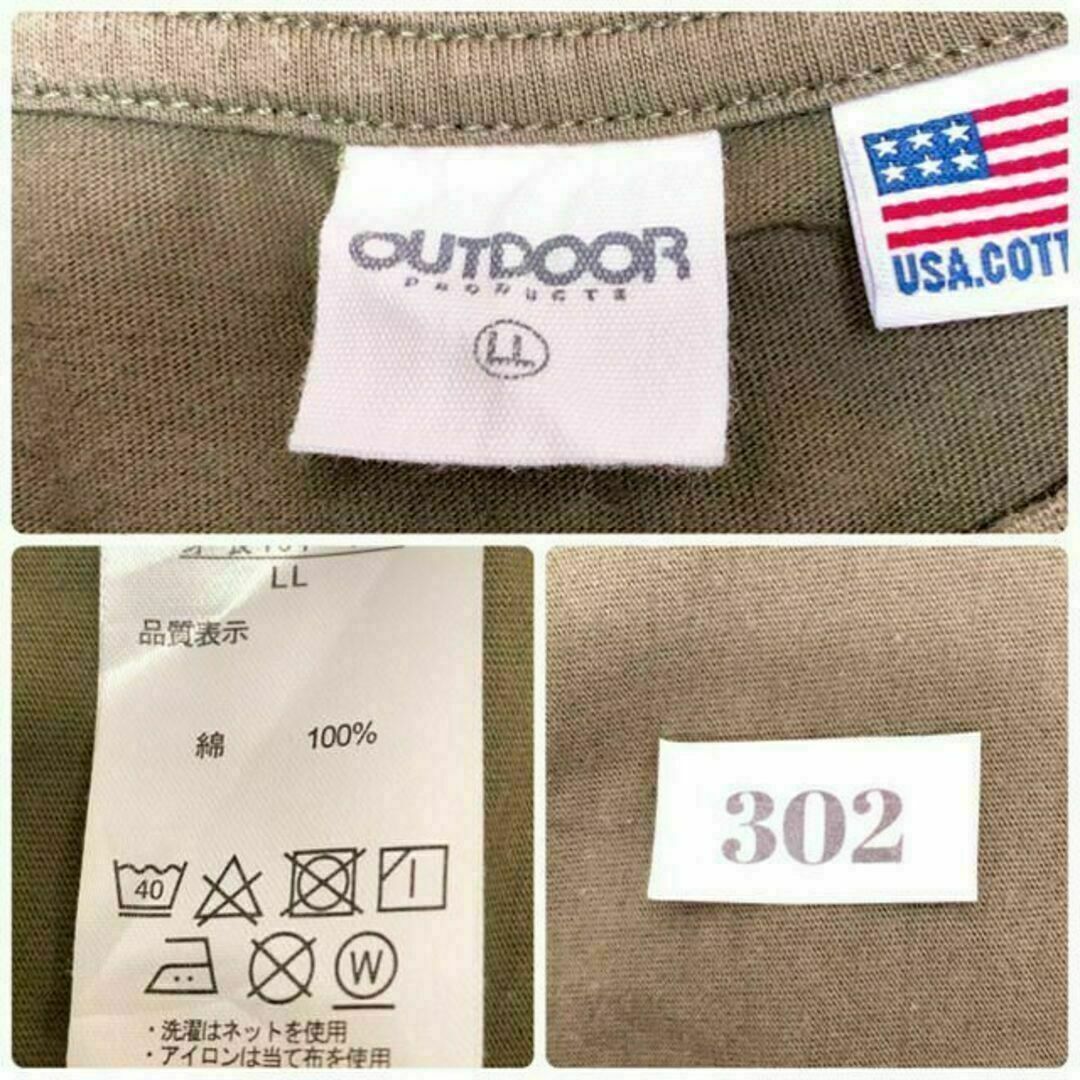 OUTDOOR
PRODUCTS
LL
USA.COTT
LL
品質表示
綿 100%
40
W
・洗濯はネットを使用
・アイロンは当て布を使用
302